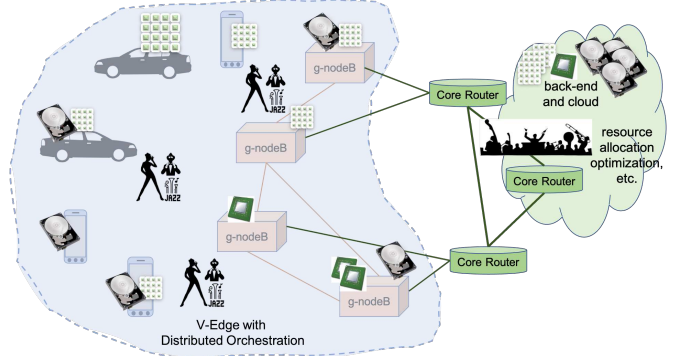 g-nodeB
Core Router
back-end
and cloud
JAZZ
g-nodeB
resource
allocation
optimization,
etc.
JAZZ
Core Router
g-nodeB
Core Router
JAZZ
g-nodeB
V-Edge with
Distributed Orchestration